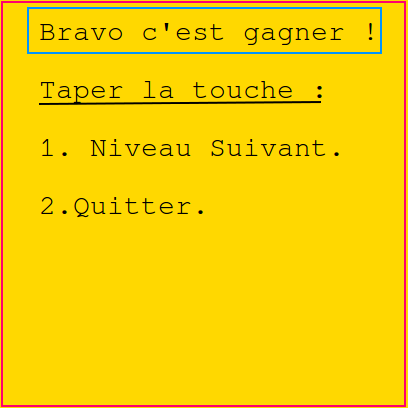 Bravo c'est gagner !
Taper la touche :
1. Niveau Suivant.
2.Quitter.